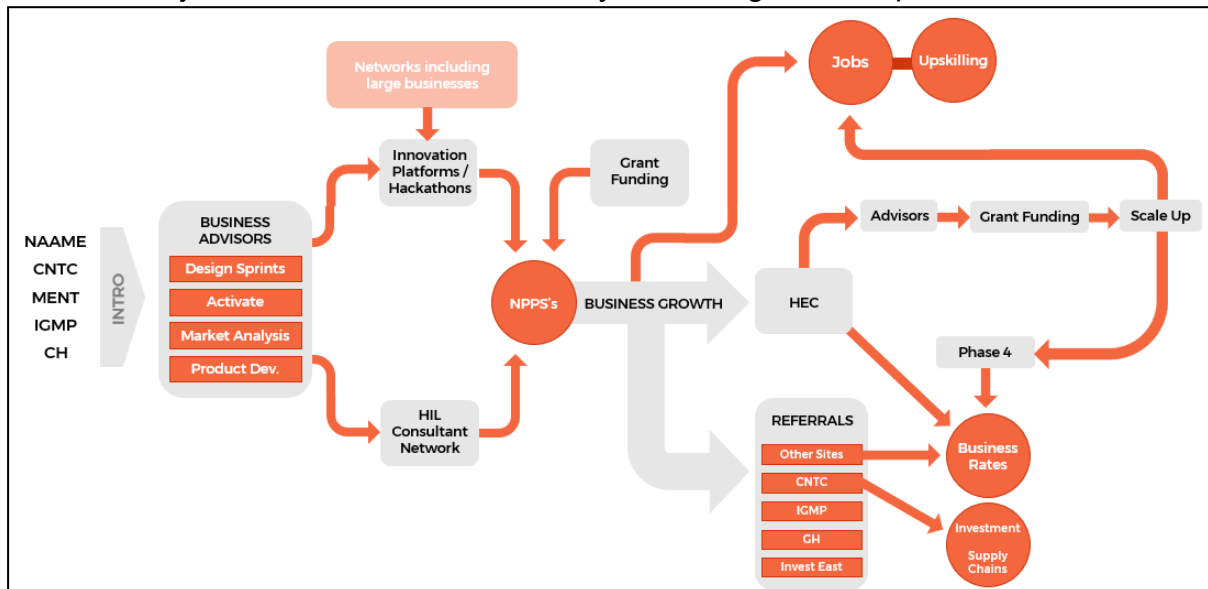 Networks including
large businesses
Jobs
Upskilling
Innovation
Platforms /
Hackathons
Grant
Funding
NAAME
CNTC
MENT
IGMP
CH
INTRO
BUSINESS
ADVISORS
Design Sprints
Activate
Market Analysis
Product Dev.
HIL
Consultant
Network
NPPS's
BUSINESS GROWTH
HEC
Advisors
Grant Funding
Scale Up
Phase 4
Business
Rates
REFERRALS
Other Sites
CNTC
IGMP
GH
Invest East
Investment
Supply
Chains